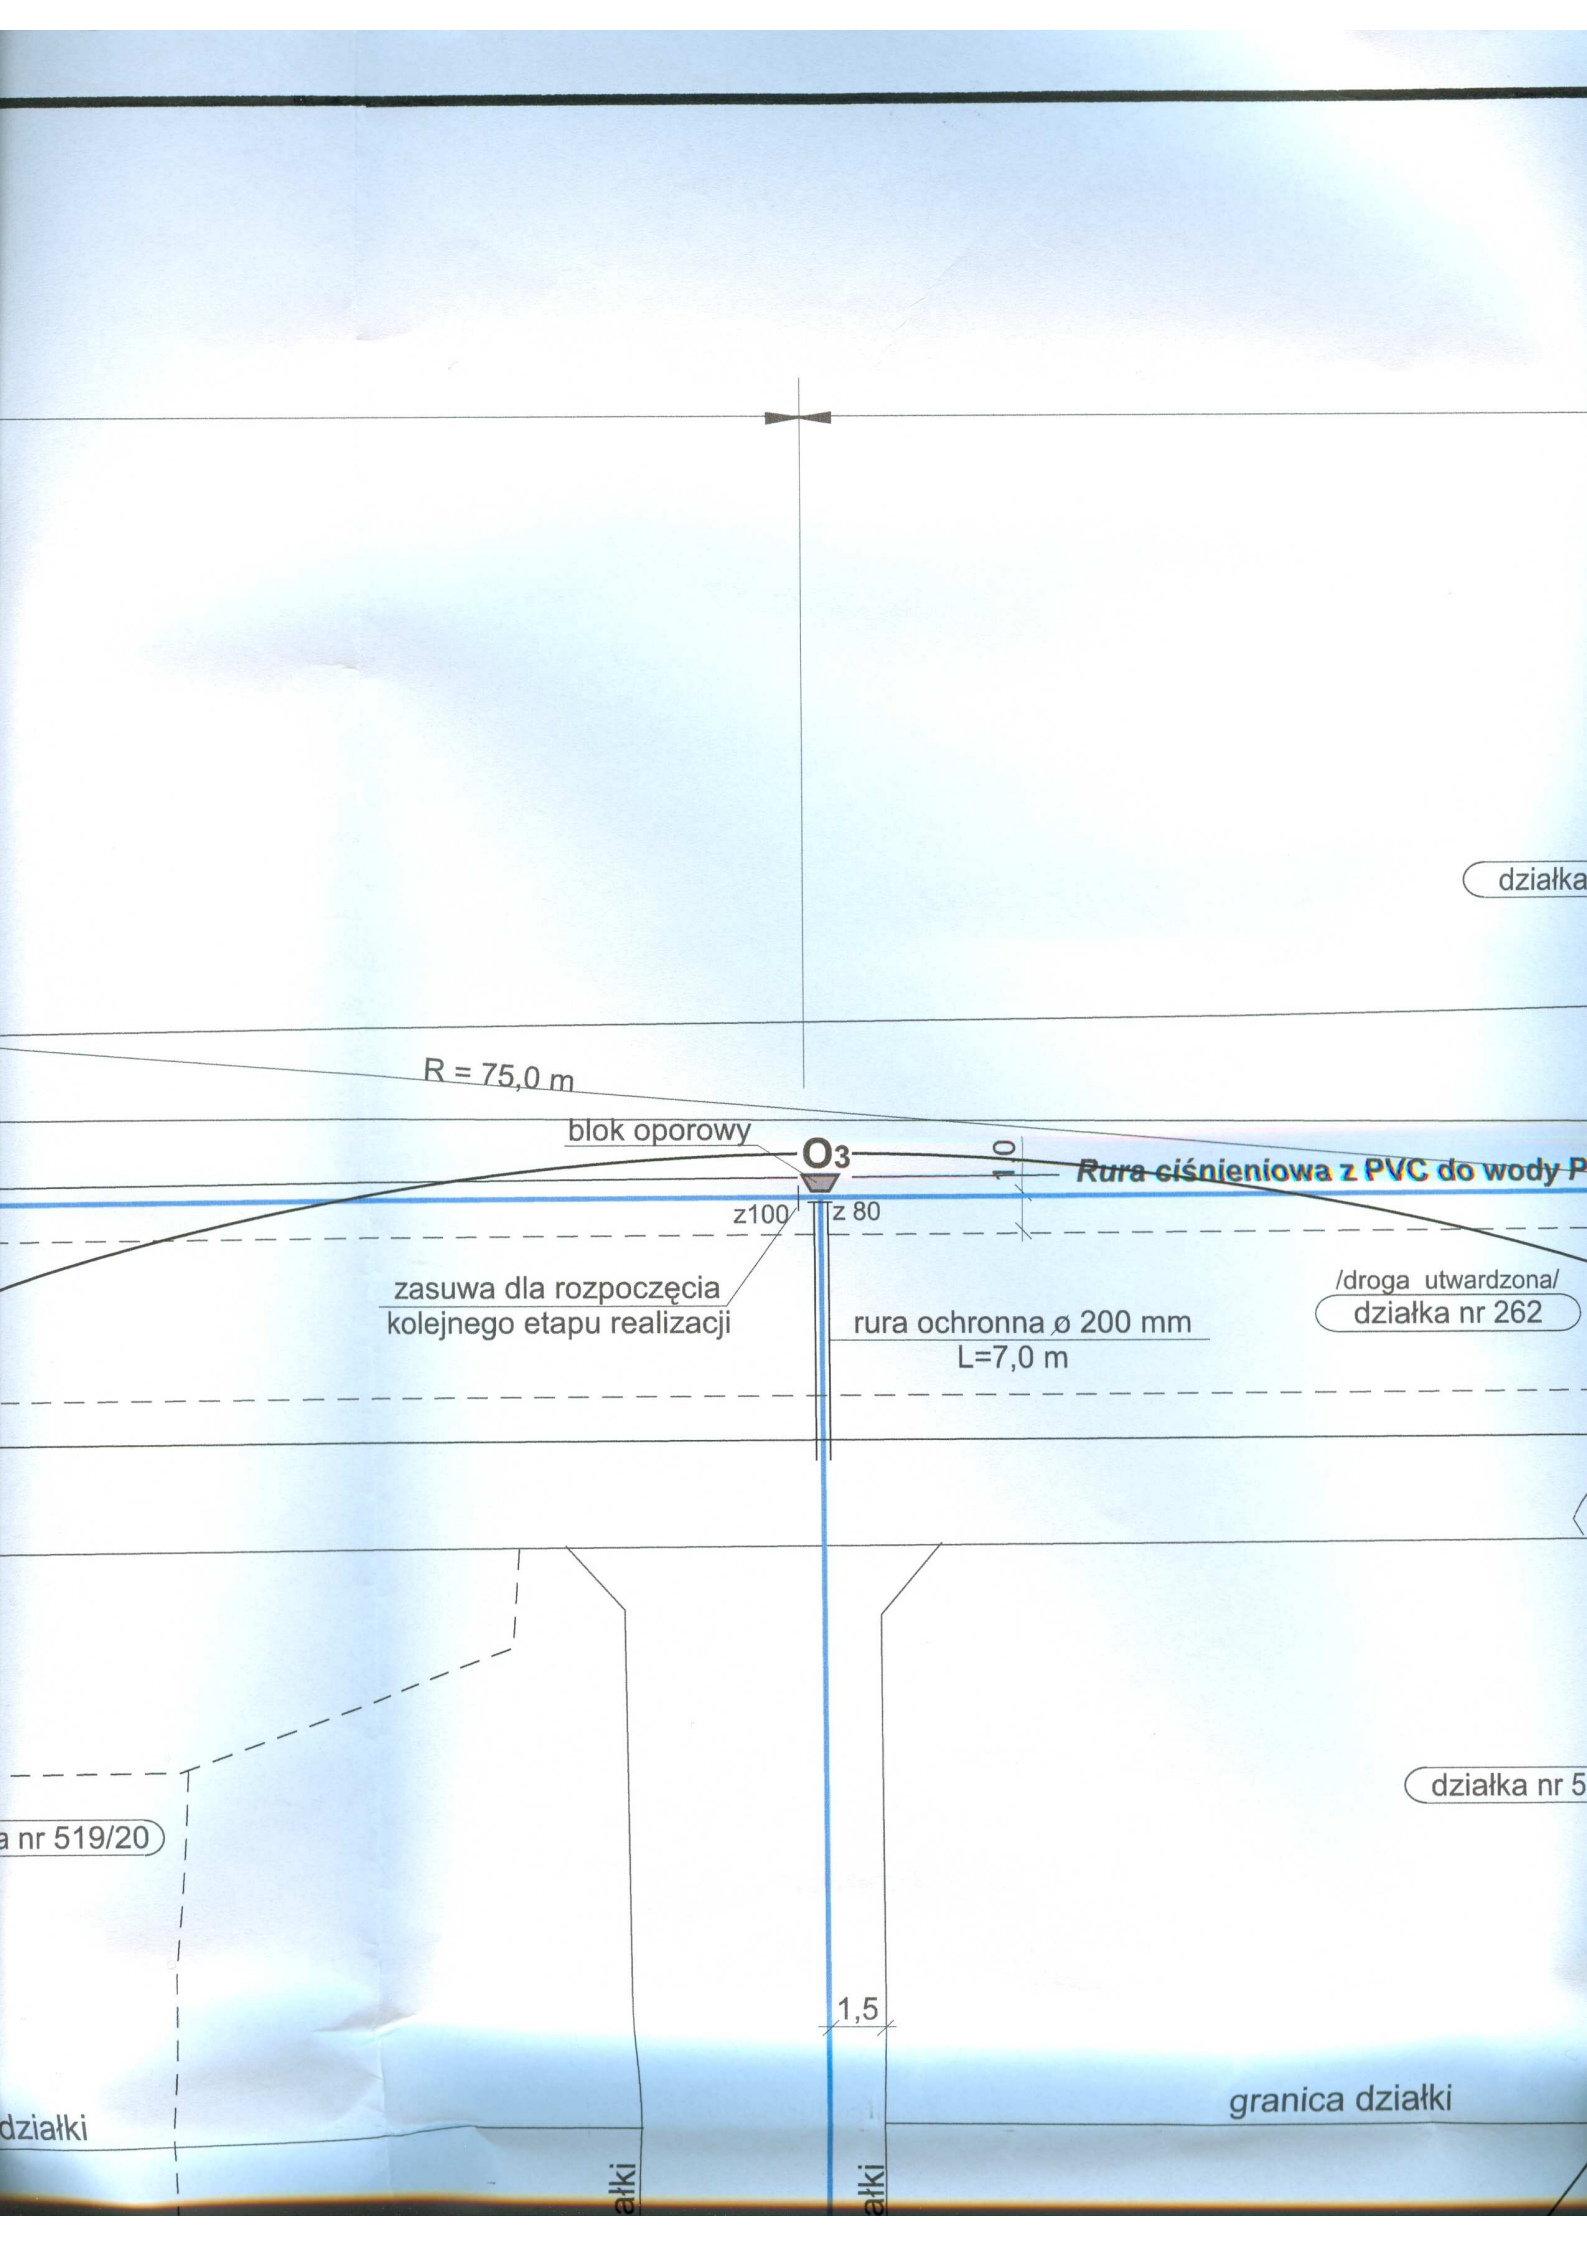 działka
R = 75,0 m
blok oporowy
O3
1,0
Rura ciśnieniowa z PVC do wody P
z100
z 80
zasuwa dla rozpoczęcia
kolejnego etapu realizacji
/droga utwardzona/
działka nr 262
rura ochronna ø 200 mm
L=7,0 m
działka nr 5
a nr 519/20
1,5
granica działki
działki
ałki
ałki